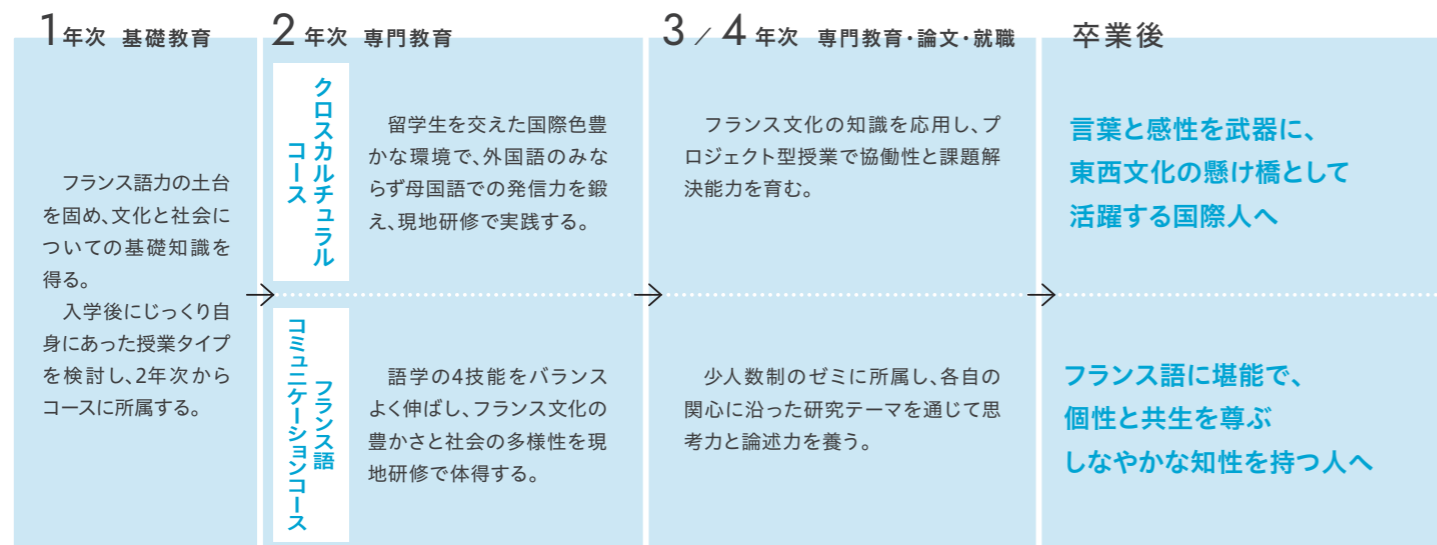 1年次 基礎教育
フランス語力の土台
を固め、文化と社会に
ついての基礎知識を
得る。
入学後にじっくり自
身にあった授業タイプ
を検討し、2年次から
コースに所属する。
2年次 専門教育
クロスカルチュラル
コース
留学生を交えた国際色豊
かな環境で、外国語のみな
らず母国語での発信力を鍛
え、現地研修で実践する。
フランス語
コミュニケーションコース
語学の4技能をバランス
よく伸ばし、フランス文化の
豊かさと社会の多様性を現
地研修で体得する。
3／4年次 専門教育・論文・就職
フランス文化の知識を応用し、プ
ロジェクト型授業で協働性と課題解
決能力を育む。
少人数制のゼミに所属し、各自の
関心に沿った研究テーマを通じて思
考力と論述力を養う。
卒業後
言葉と感性を武器に、
東西文化の懸け橋として
活躍する国際人へ
フランス語に堪能で、
個性と共生を尊ぶ
しなやかな知性を持つ人へ